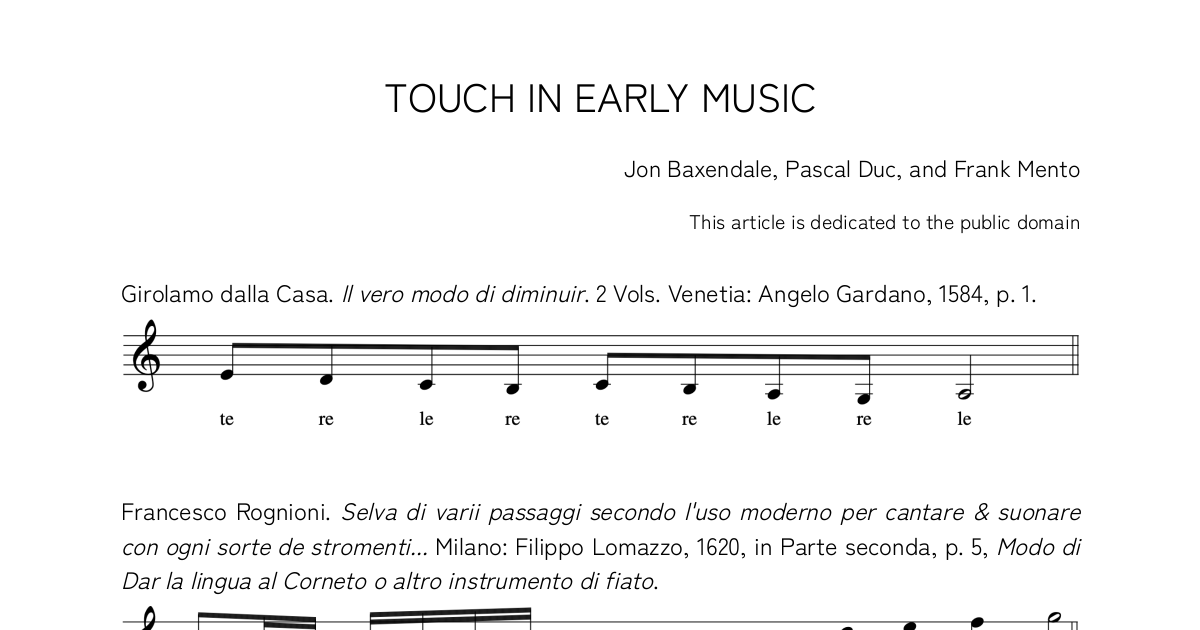 TOUCH IN EARLY MUSIC
Jon Baxendale, Pascal Duc, and Frank Mento
This article is dedicated to the public domain
Girolamo dalla Casa. Il vero modo di diminuir. 2 Vols. Venetia: Angelo Gardano, 1584, p. 1.
te re le re te re le re le
Francesco Rognioni. Selva di varii passaggi secondo l'uso moderno per cantare & suonare
con ogni sorte de stromenti... Milano: Filippo Lomazzo, 1620, in Parte seconda, p. 5, Modo di
Dar la lingua al Corneto o altro instrumento di fiato.